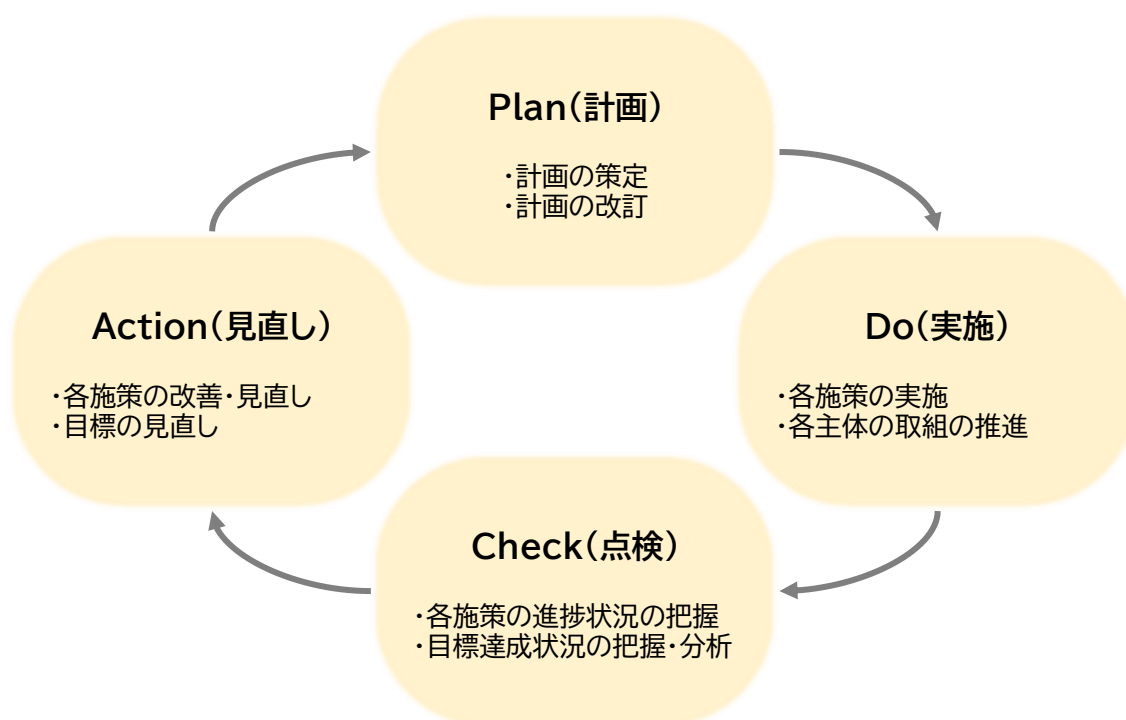 Plan(計画)
・計画の策定
・計画の改訂
Action(見直し)
・各施策の改善・見直し
・目標の見直し
Do(実施)
・各施策の実施
・各主体の取組の推進
Check(点検)
・各施策の進捗状況の把握
・目標達成状況の把握・分析